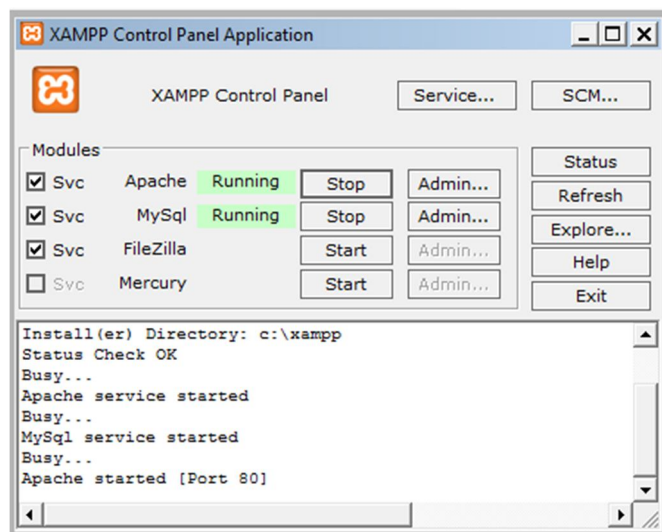 XAMPP Control Panel Application
XAMPP Control Panel Service... SCM...
Modules
Svc Apache Running Stop Admin...
Svc MySql Running Stop Admin...
Svc FileZilla Start Admin...
Svc Mercury Start Admin...
Status
Refresh
Explore...
Help
Exit
Install(er) Directory: c:\xampp
Status Check OK
Busy...
Apache service started
Busy...
MySql service started
Busy...
Apache started [Port 80]